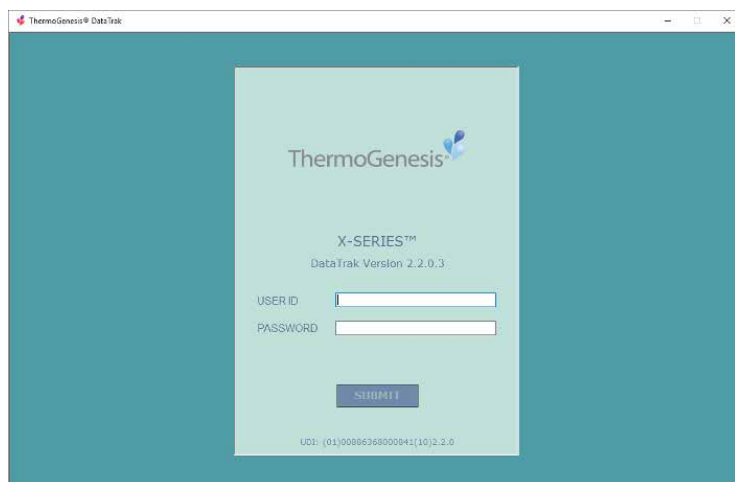 ThermoGenesis® DataTrak
ThermoGenesis®
X-SERIES™
DataTrak Version 2.2.0.3
USER ID
PASSWORD
SUBMIT
UDI: (01)00886368000841(10)2.2.0